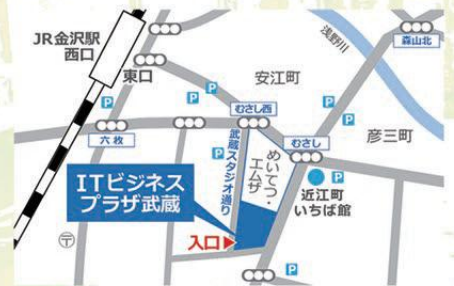 JR金沢駅
西口
東口
浅野川
森山北
安江町
P
P
P
むさし西
六枚
P
武蔵スタジオ通り
めいてつ・
エムザ
むさし
彦三町
P
ITビジネス
プラザ武蔵
近江町
いちば館
〒
入口
P